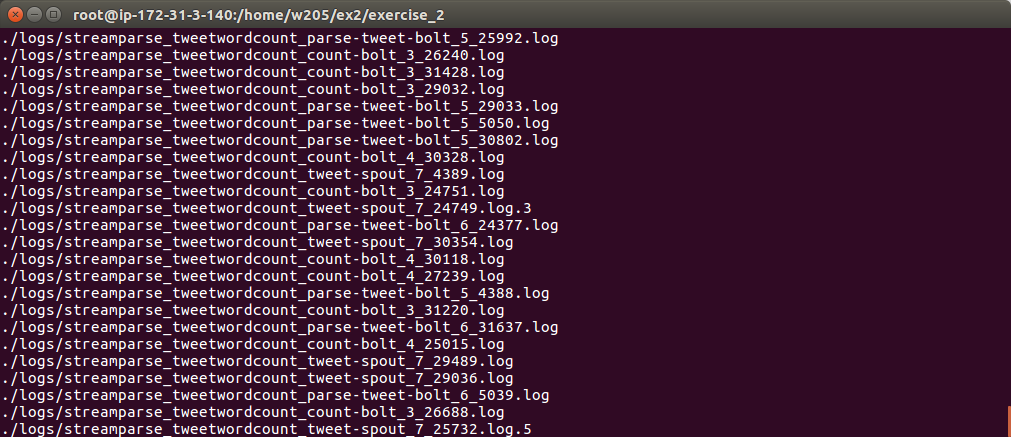 root@ip-172-31-3-140:/home/w205/ex2/exercise_2
./logs/streamparse_tweetwordcount_parse-tweet-bolt_5_25992.log
./logs/streamparse_tweetwordcount_count-bolt_3_26240.log
./logs/streamparse_tweetwordcount_count-bolt_3_31428.log
./logs/streamparse_tweetwordcount_count-bolt_3_29032.log
./logs/streamparse_tweetwordcount_parse-tweet-bolt_5_29033.log
./logs/streamparse_tweetwordcount_parse-tweet-bolt_5_5050.log
./logs/streamparse_tweetwordcount_parse-tweet-bolt_5_30802.log
./logs/streamparse_tweetwordcount_count-bolt_4_30328.log
./logs/streamparse_tweetwordcount_tweet-spout_7_4389.log
./logs/streamparse_tweetwordcount_count-bolt_3_24751.log
./logs/streamparse_tweetwordcount_tweet-spout_7_24749.log.3
./logs/streamparse_tweetwordcount_parse-tweet-bolt_6_24377.log
./logs/streamparse_tweetwordcount_tweet-spout_7_30354.log
./logs/streamparse_tweetwordcount_count-bolt_4_30118.log
./logs/streamparse_tweetwordcount_count-bolt_4_27239.log
./logs/streamparse_tweetwordcount_parse-tweet-bolt_5_4388.log
./logs/streamparse_tweetwordcount_count-bolt_3_31220.log
./logs/streamparse_tweetwordcount_parse-tweet-bolt_6_31637.log
./logs/streamparse_tweetwordcount_count-bolt_4_25015.log
./logs/streamparse_tweetwordcount_tweet-spout_7_29489.log
./logs/streamparse_tweetwordcount_tweet-spout_7_29036.log
./logs/streamparse_tweetwordcount_parse-tweet-bolt_6_5039.log
./logs/streamparse_tweetwordcount_count-bolt_3_26688.log
./logs/streamparse_tweetwordcount_tweet-spout_7_25732.log.5